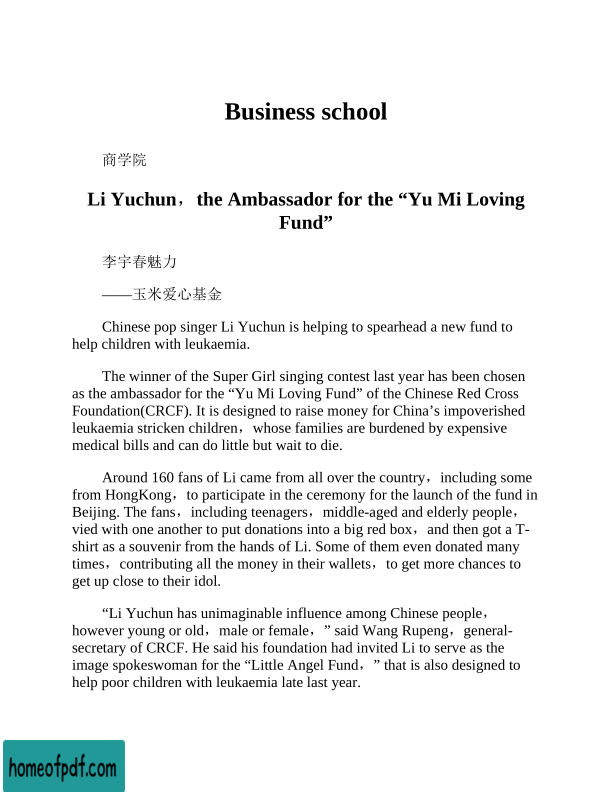 Business school
商学院
Li Yuchun，the Ambassador for the “Yu Mi Loving
Fund”
李宇春魅力
——玉米爱心基金
Chinese pop singer Li Yuchun is helping to spearhead a new fund to
help children with leukaemia.
The winner of the Super Girl singing contest last year has been chosen
as the ambassador for the “Yu Mi Loving Fund” of the Chinese Red Cross
Foundation(CRCF). It is designed to raise money for China’s impoverished
leukaemia stricken children，whose families are burdened by expensive
medical bills and can do little but wait to die.
Around 160 fans of Li came from all over the country，including some
from HongKong，to participate in the ceremony for the launch of the fund in
Beijing. The fans，including teenagers，middle-aged and elderly people，
vied with one another to put donations into a big red box，and then got a T-
shirt as a souvenir from the hands of Li. Some of them even donated many
times，contributing all the money in their wallets，to get more chances to
get up close to their idol.
“Li Yuchun has unimaginable influence among Chinese people，
however young or old，male or female，” said Wang Rupeng，general-
secretary of CRCF. He said his foundation had invited Li to serve as the
image spokeswoman for the “Little Angel Fund，” that is also designed to
help poor children with leukaemia late last year.
homeofpdf.com